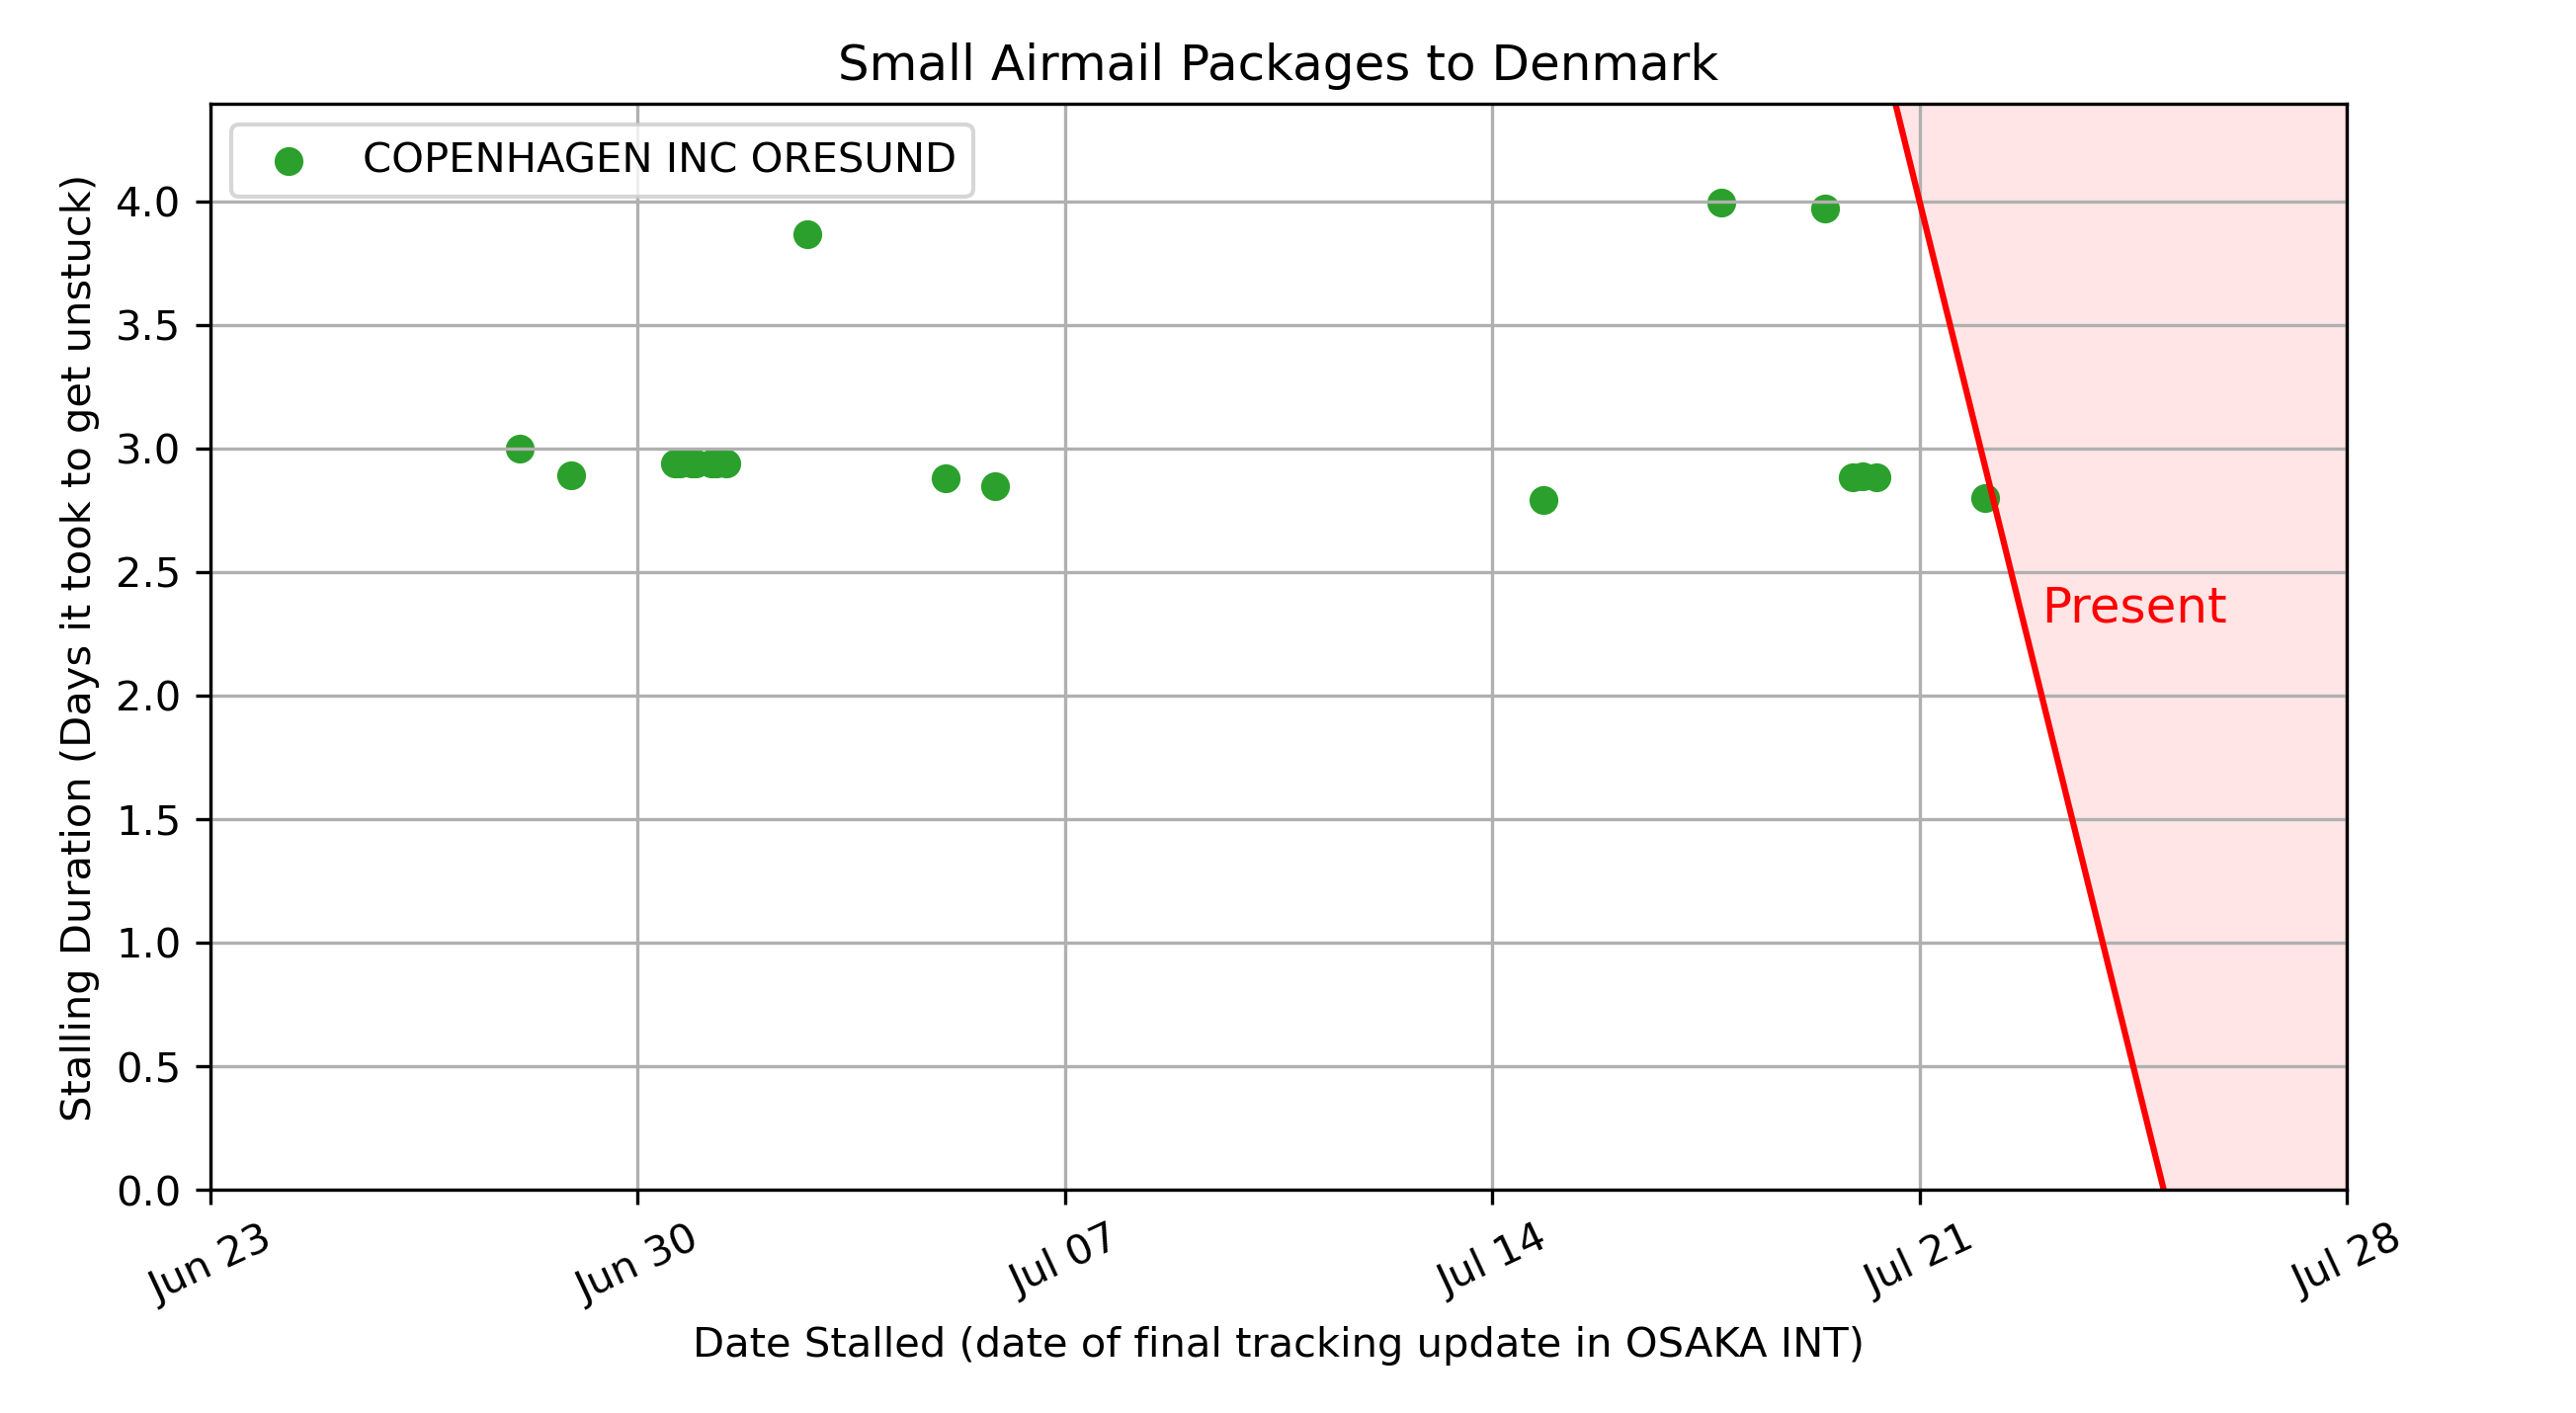 Small Airmail Packages to Denmark
COPENHAGEN INC ORESUND
Stalling Duration (Days it took to get unstuck)
4.0
3.5
3.0
2.5
2.0
1.5
1.0
0.5
0.0
Present
Jun 23
Jun 30
Jul 07
Jul 14
Jul 21
Jul 28
Date Stalled (date of final tracking update in OSAKA INT)